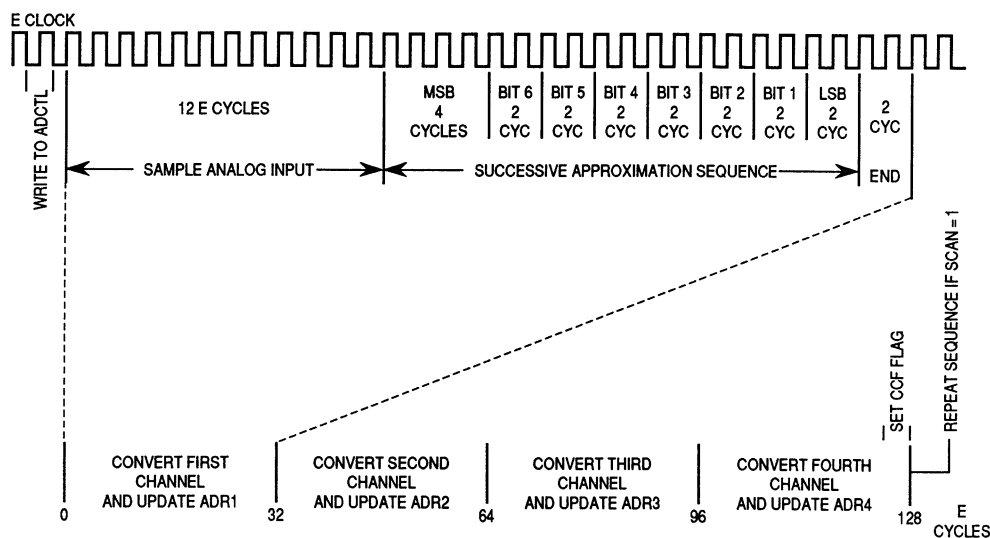 E CLOCK
WRITE TO ADCTL
12 E CYCLES
MSB
4
CYCLES
BIT 6
2
CYC
BIT 5
2
CYC
BIT 4
2
CYC
BIT 3
2
CYC
BIT 2
2
CYC
BIT 1
2
CYC
LSB
2
CYC
2
CYC
END
SAMPLE ANALOG INPUT
SUCCESSIVE APPROXIMATION SEQUENCE
SET CCF FLAG
REPEAT SEQUENCE IF SCAN = 1
CONVERT FIRST
CHANNEL
AND UPDATE ADR1
CONVERT SECOND
CHANNEL
AND UPDATE ADR2
CONVERT THIRD
CHANNEL
AND UPDATE ADR3
CONVERT FOURTH
CHANNEL
AND UPDATE ADR4
0
32
64
96
128
E
CYCLES